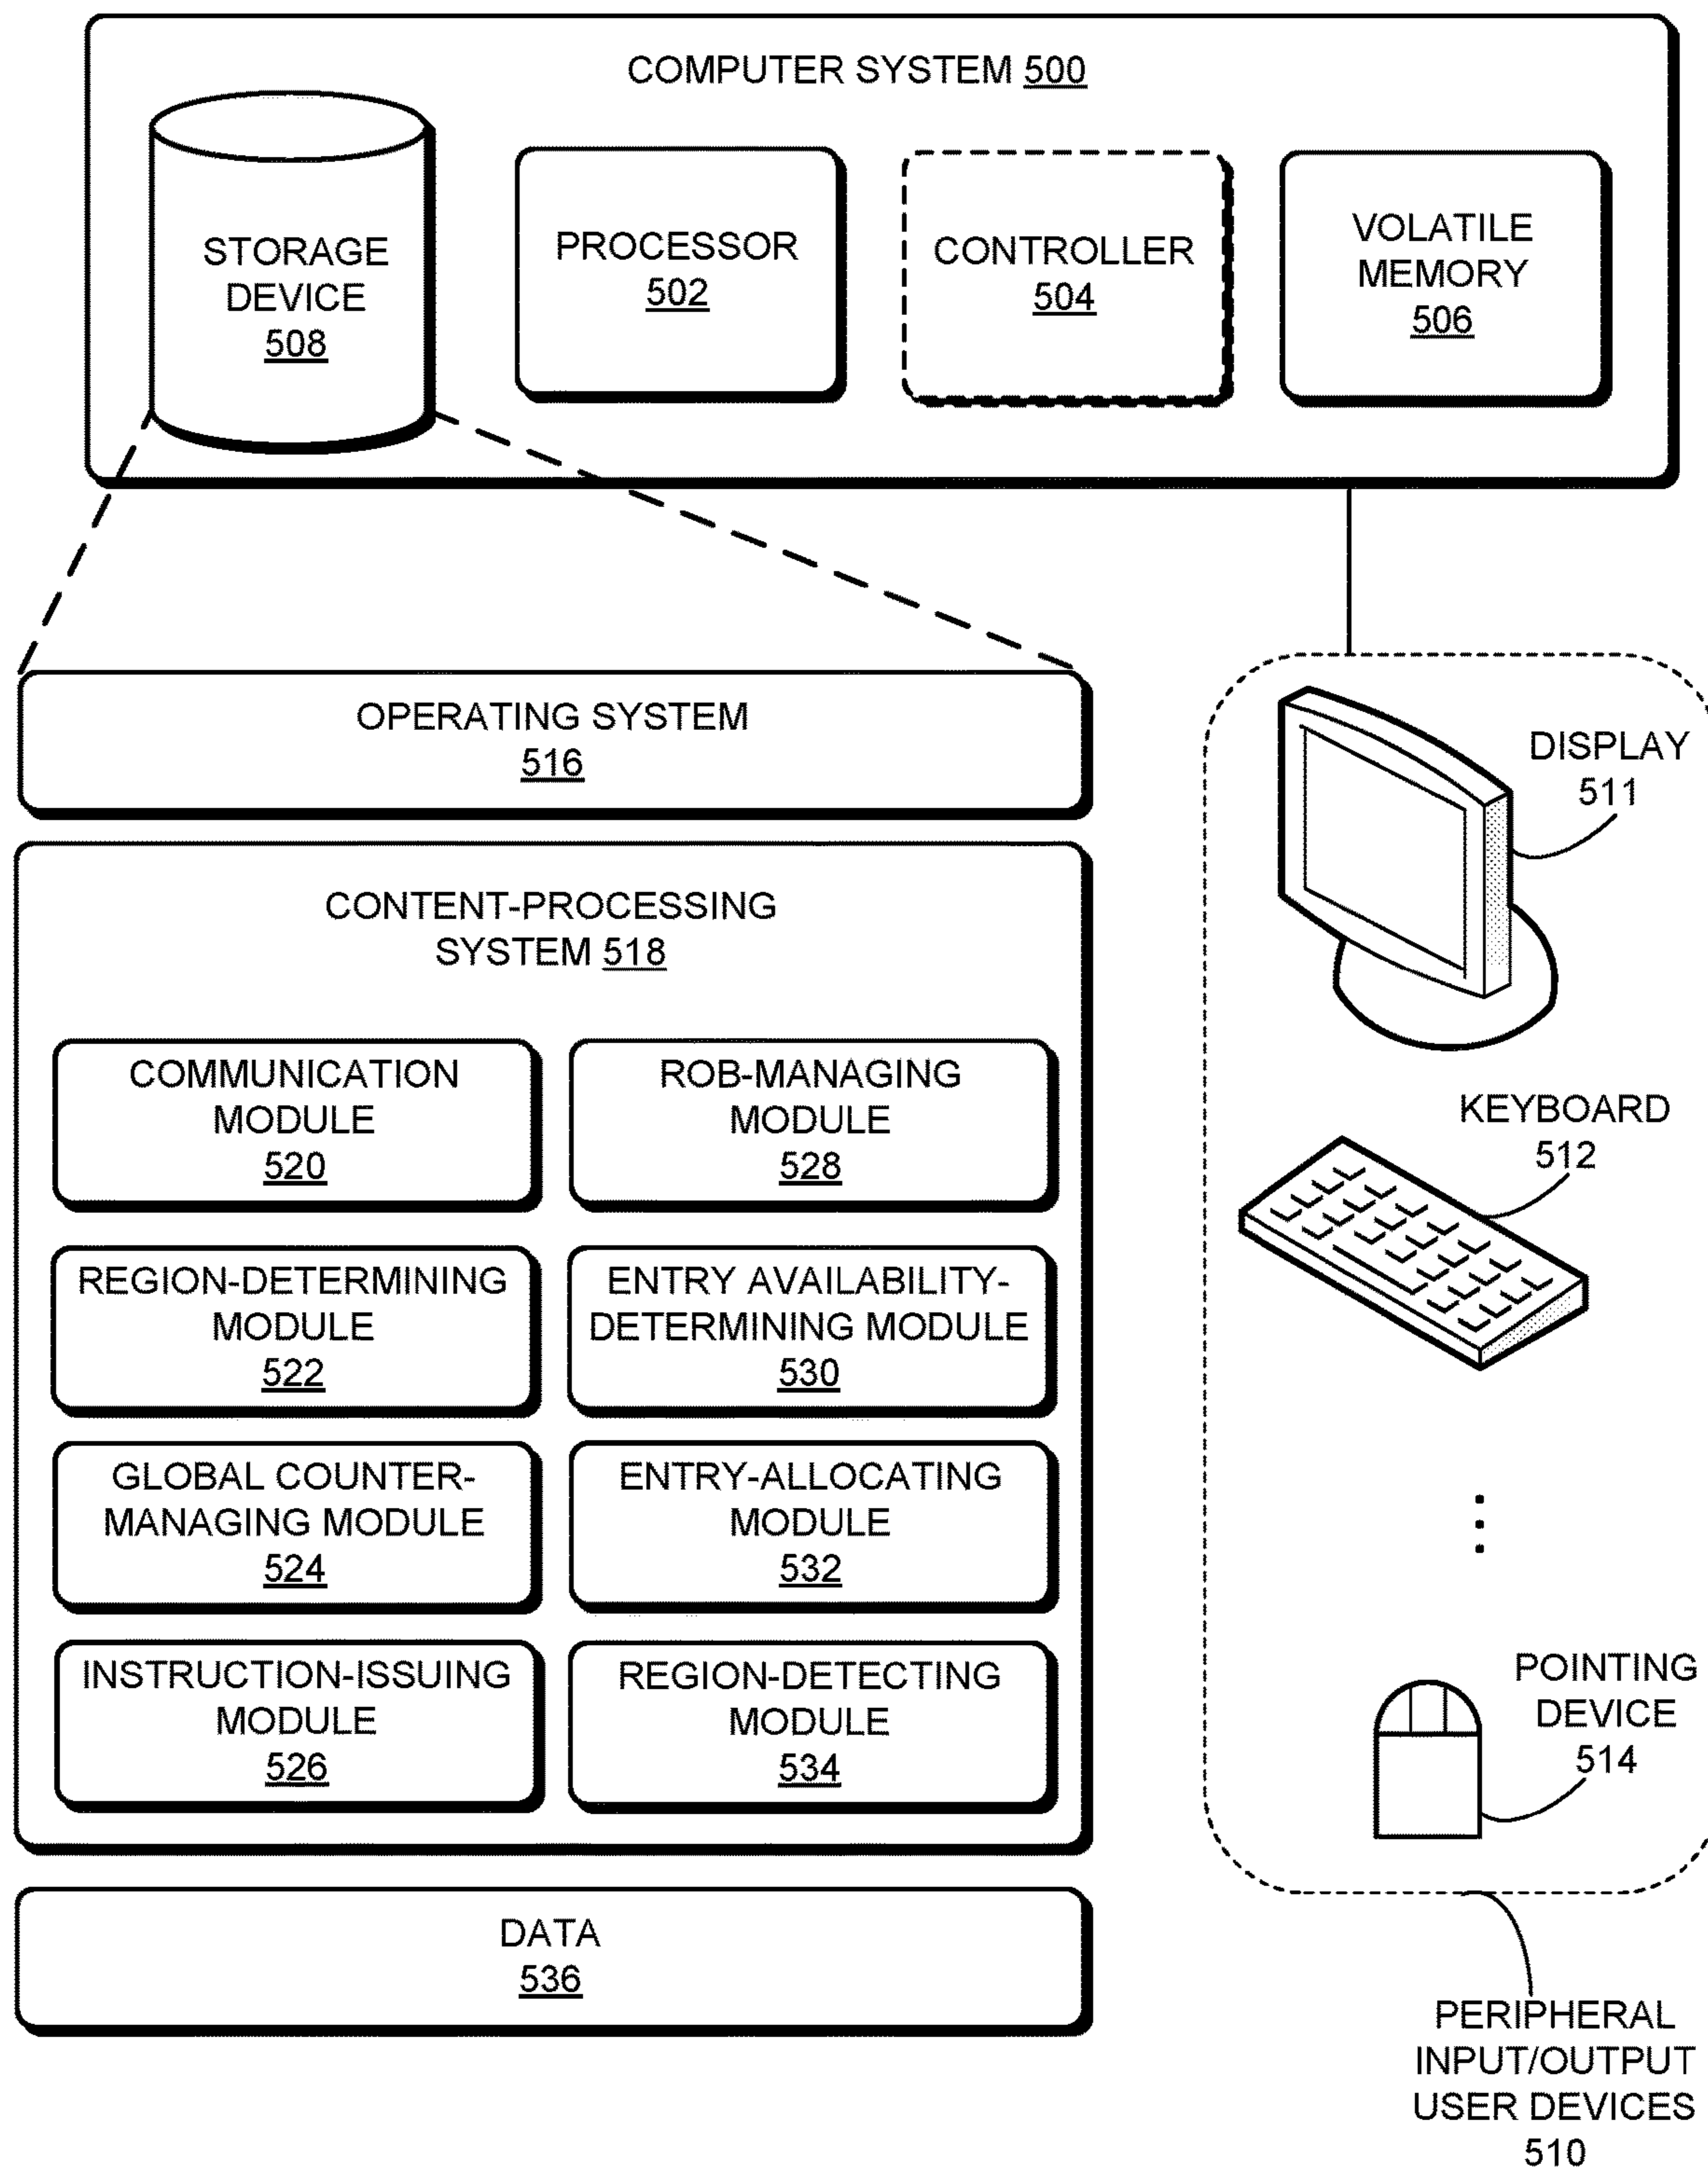 COMPUTER SYSTEM 500
STORAGE
DEVICE
508
PROCESSOR
502
CONTROLLER
504
VOLATILE
MEMORY
506
OPERATING SYSTEM
516
CONTENT-PROCESSING
SYSTEM 518
COMMUNICATION
MODULE
520
ROB-MANAGING
MODULE
528
REGION-DETERMINING
MODULE
522
ENTRY AVAILABILITY-
DETERMINING MODULE
530
GLOBAL COUNTER-
MANAGING MODULE
524
ENTRY-ALLOCATING
MODULE
532
INSTRUCTION-ISSUING
MODULE
526
REGION-DETECTING
MODULE
534
DATA
536
DISPLAY
511
KEYBOARD
512
POINTING
DEVICE
514
PERIPHERAL
INPUT/OUTPUT
USER DEVICES
510